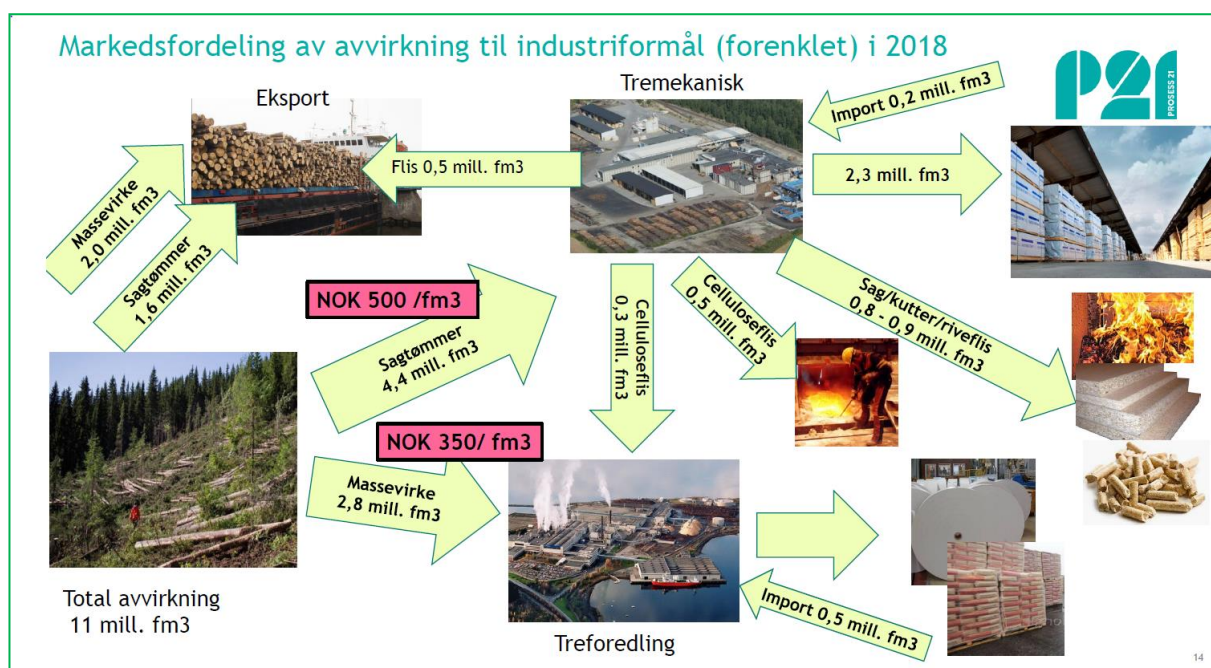 Markedsfordeling av avvirkning til industriformål (forenklet) i 2018
P21
PROSESS 21
Eksport
Tremekanisk
Import 0,2 mill. fm3
Flis 0,5 mill. fm3
2,3 mill. fm3
Massevirke
2,0 mill. fm3
Sagtømmer
1,6 mill. fm3
NOK 500 /fm3
Sagtømmer
4,4 mill. fm3
Celluloseflis
0,3 mill. fm3
Celluloseflis
0,5 mill. fm3
Sag/kutter/riveflis
0,8 - 0,9 mill. fm3
NOK 350/ fm3
Massevirke
2,8 mill. fm3
Total avvirkning
11 mill. fm3
Treforedling
Import 0,5 mill. fm3
14